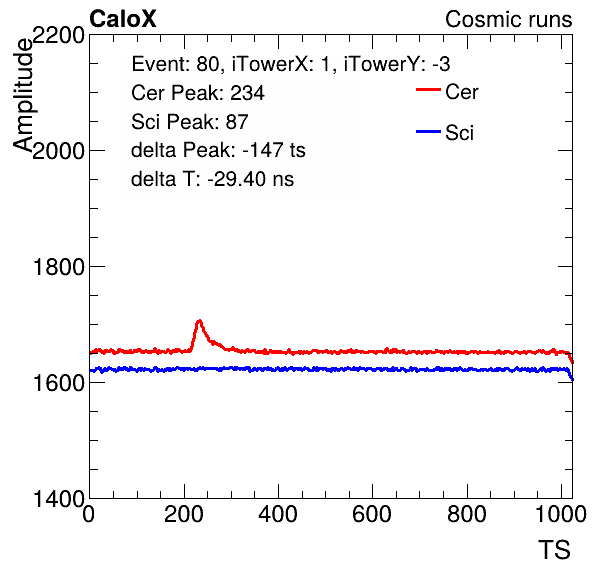 CaloX Cosmic runs
Amplitude
2200
2000
1800
1600
1400
Event: 80, iTowerX: 1, iTowerY: -3
Cer Peak: 234
Sci Peak: 87
delta Peak: -147 ts
delta T: -29.40 ns
Cer
Sci
0 200 400 600 800 1000
TS